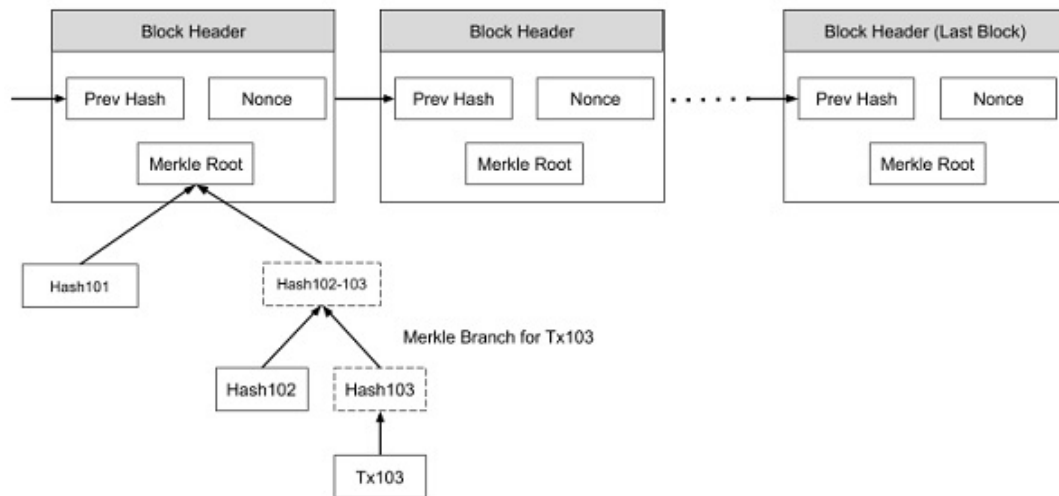 Block Header
Block Header
Block Header (Last Block)
Prev Hash
Nonce
Prev Hash
Nonce
Prev Hash
Nonce
Merkle Root
Merkle Root
Merkle Root
Hash101
Hash102-103
Merkle Branch for Tx103
Hash102
Hash103
Tx103